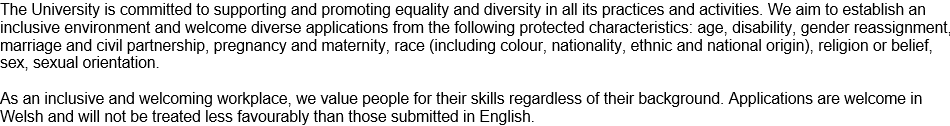 The University is committed to supporting and promoting equality and diversity in all its practices and activities. We aim to establish an
inclusive environment and welcome diverse applications from the following protected characteristics: age, disability, gender reassignment,
marriage and civil partnership, pregnancy and maternity, race (including colour, nationality, ethnic and national origin), religion or belief,
sex, sexual orientation.
As an inclusive and welcoming workplace, we value people for their skills regardless of their background. Applications are welcome in
Welsh and will not be treated less favourably than those submitted in English.